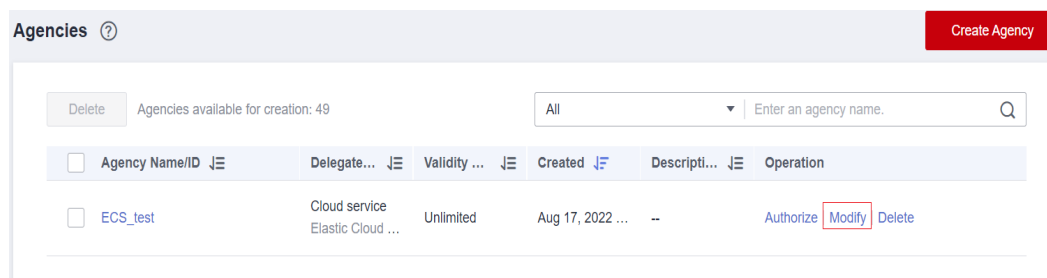 Agencies ?
Create Agency
Delete Agencies available for creation: 49 All Enter an agency name.
Agency Name/ID Delegate... Validity ... Created Descripti... Operation
ECS_test Cloud service Unlimited Aug 17, 2022 ... -- Authorize Modify Delete
Elastic Cloud ...